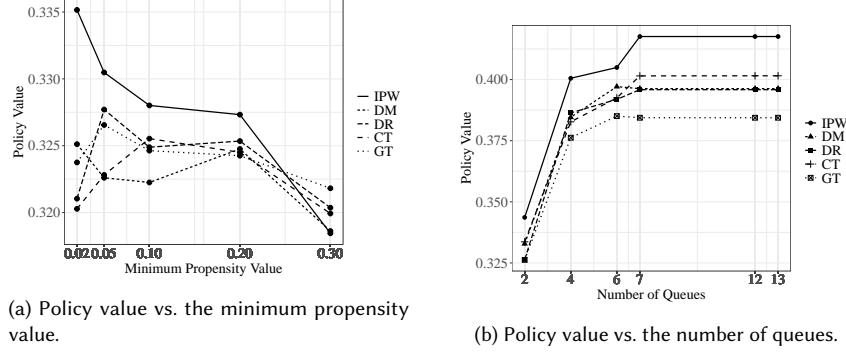 0.335
0.330
0.325
0.320
Policy Value
0.02
0.05
0.10
0.20
0.30
Minimum Propensity Value
IPW
DM
DR
CT
GT
(a) Policy value vs. the minimum propensity
value.
0.400
0.375
0.350
0.325
Policy Value
2
4
6
7
12
13
Number of Queues
IPW
DM
DR
CT
GT
(b) Policy value vs. the number of queues.